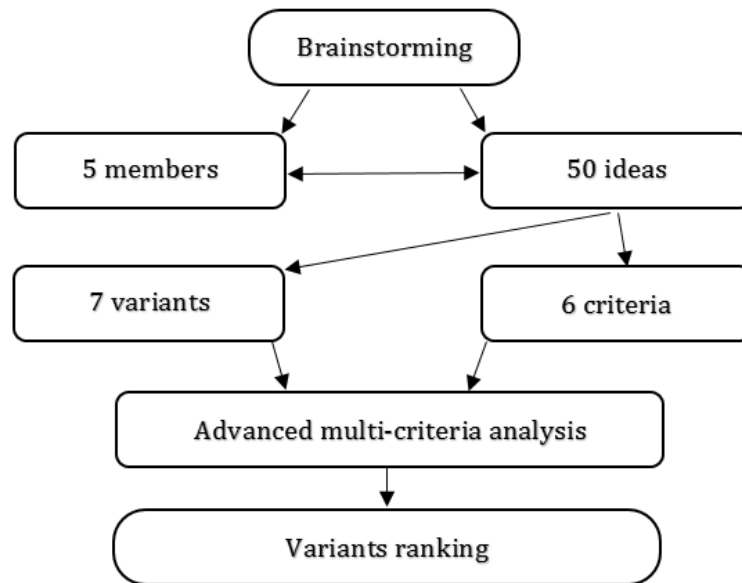 Brainstorming
5 members
50 ideas
7 variants
6 criteria
Advanced multi-criteria analysis
Variants ranking